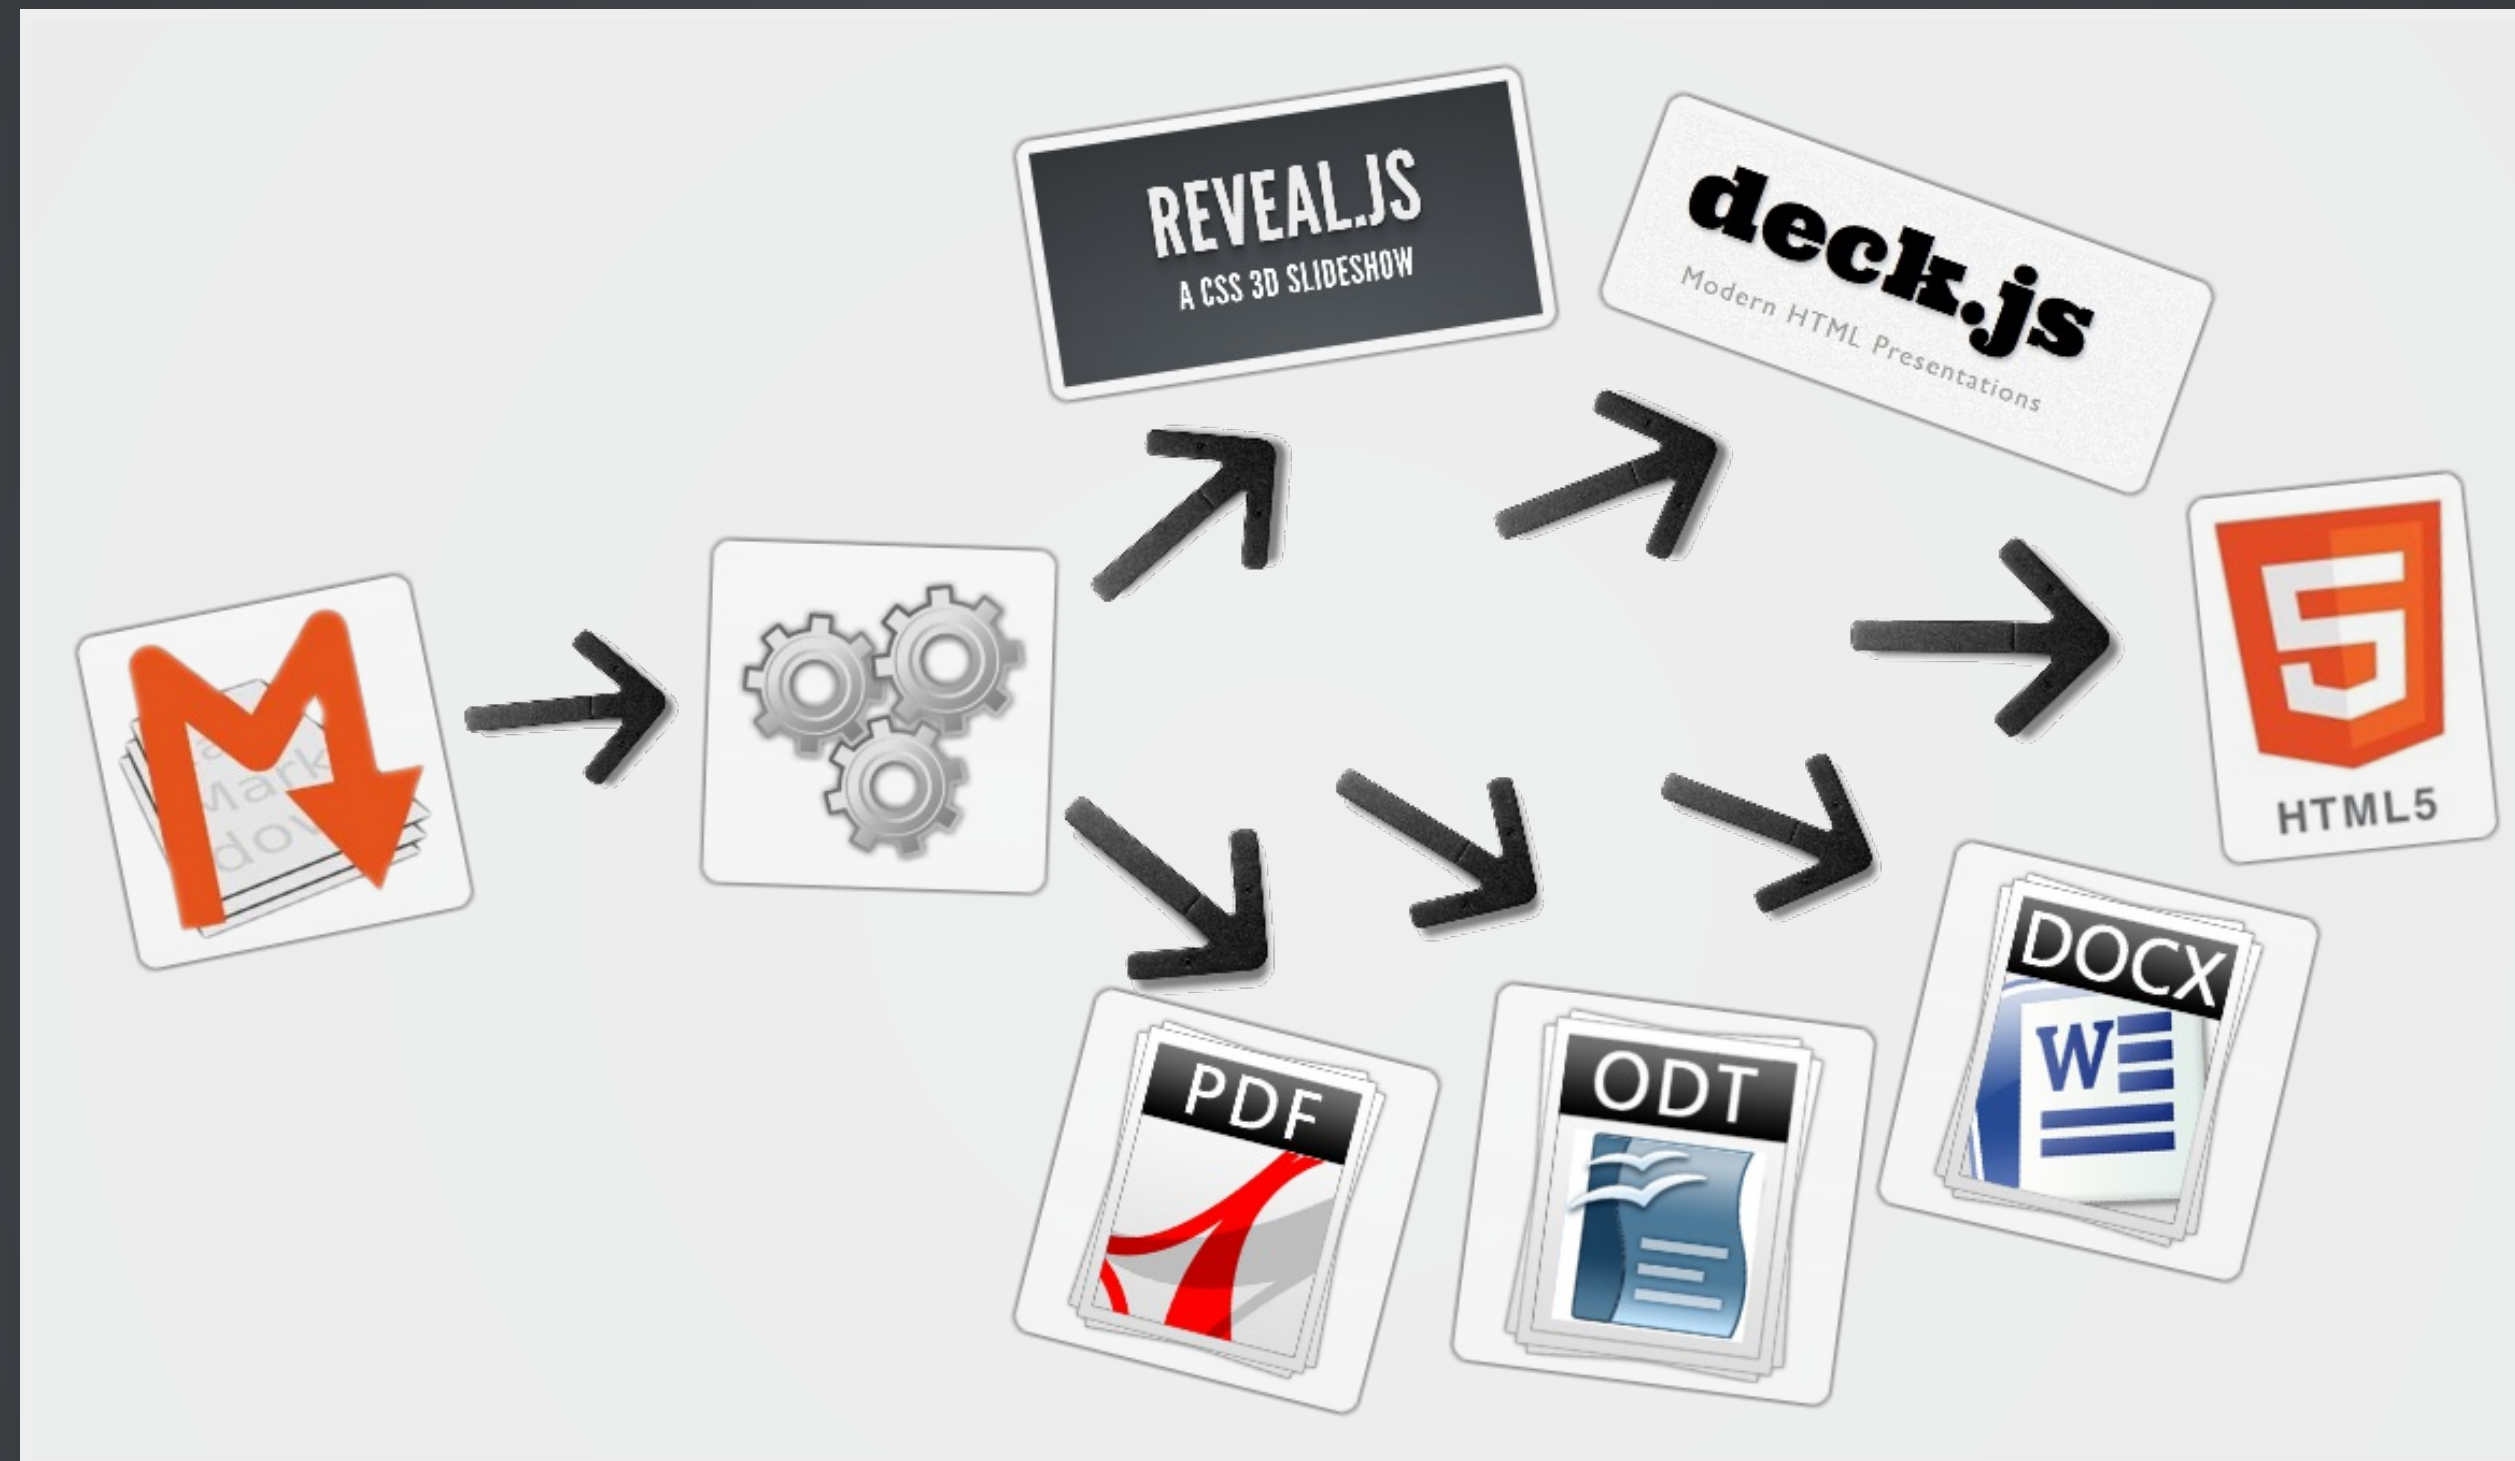 REVEAL.JS
A CSS 3D SLIDESHOW
deck.js
Modern HTML Presentations
HTML5
DOCX
W
PDF
ODT